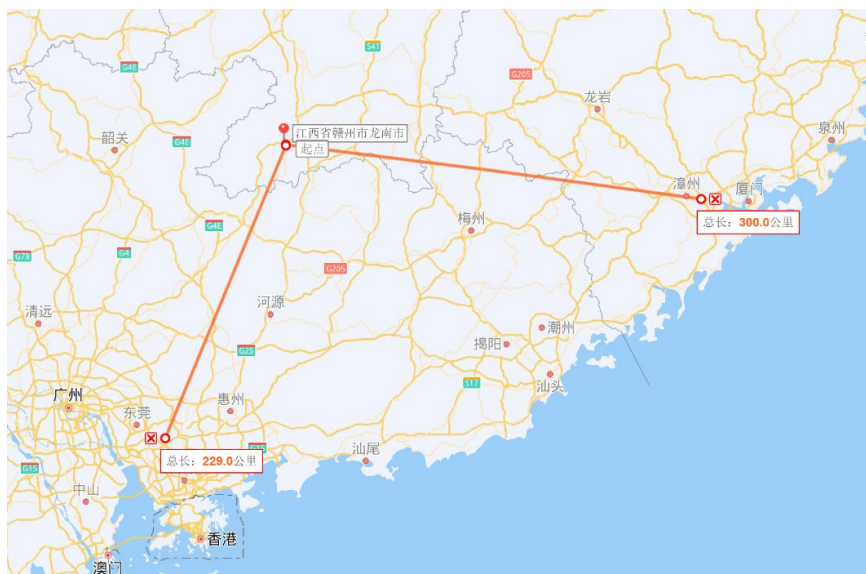 S41
G4E
G205
龙岩
泉州
韶关
江西省赣州市龙南市
起点
G4E
漳州
厦门
梅州
总长：300.0公里
G4E
G4
G78
G205
河源
清远
G25
潮州
揭阳
S17
汕头
广州
东莞
惠州
汕尾
G15
总长：229.0公里
G15
中山
香港
澳门